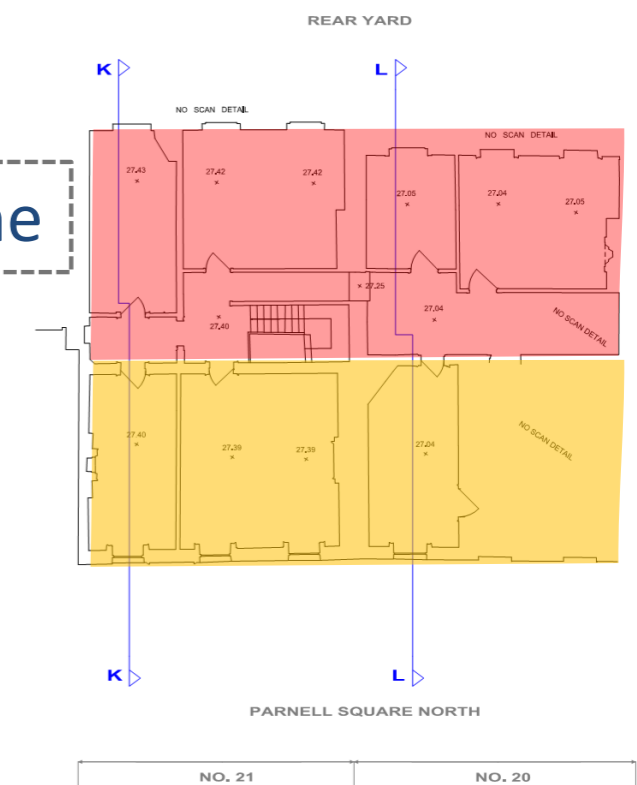 REAR YARD
K
L
NO SCAN DETAIL
NO SCAN DETAIL
27.43
27.42
27.42
27.05
27.04
27.05
27.25
27.40
27.04
NO SCAN DETAIL
27.40
27.39
27.39
27.04
NO SCAN DETAIL
K
L
PARNELL SQUARE NORTH
NO. 21
NO. 20